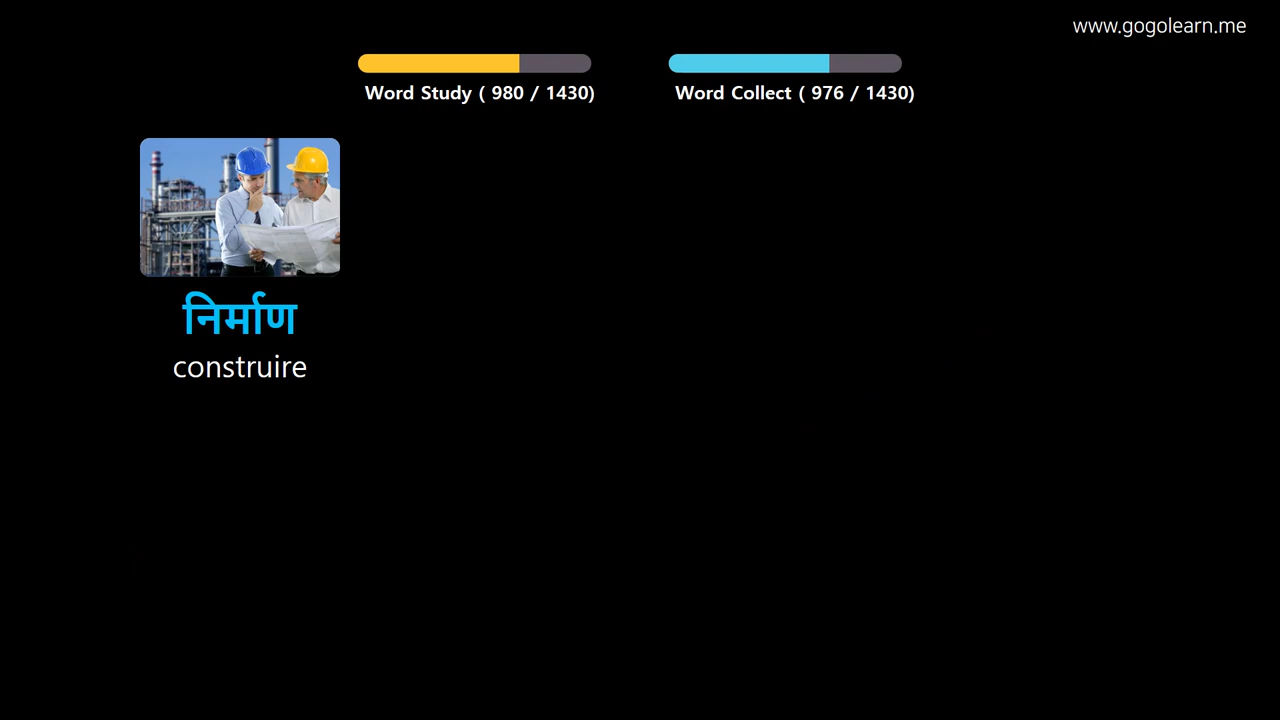 www.gogolearn.me
Word Study ( 980 / 1430)
Word Collect ( 976 / 1430)
निर्माण
construire